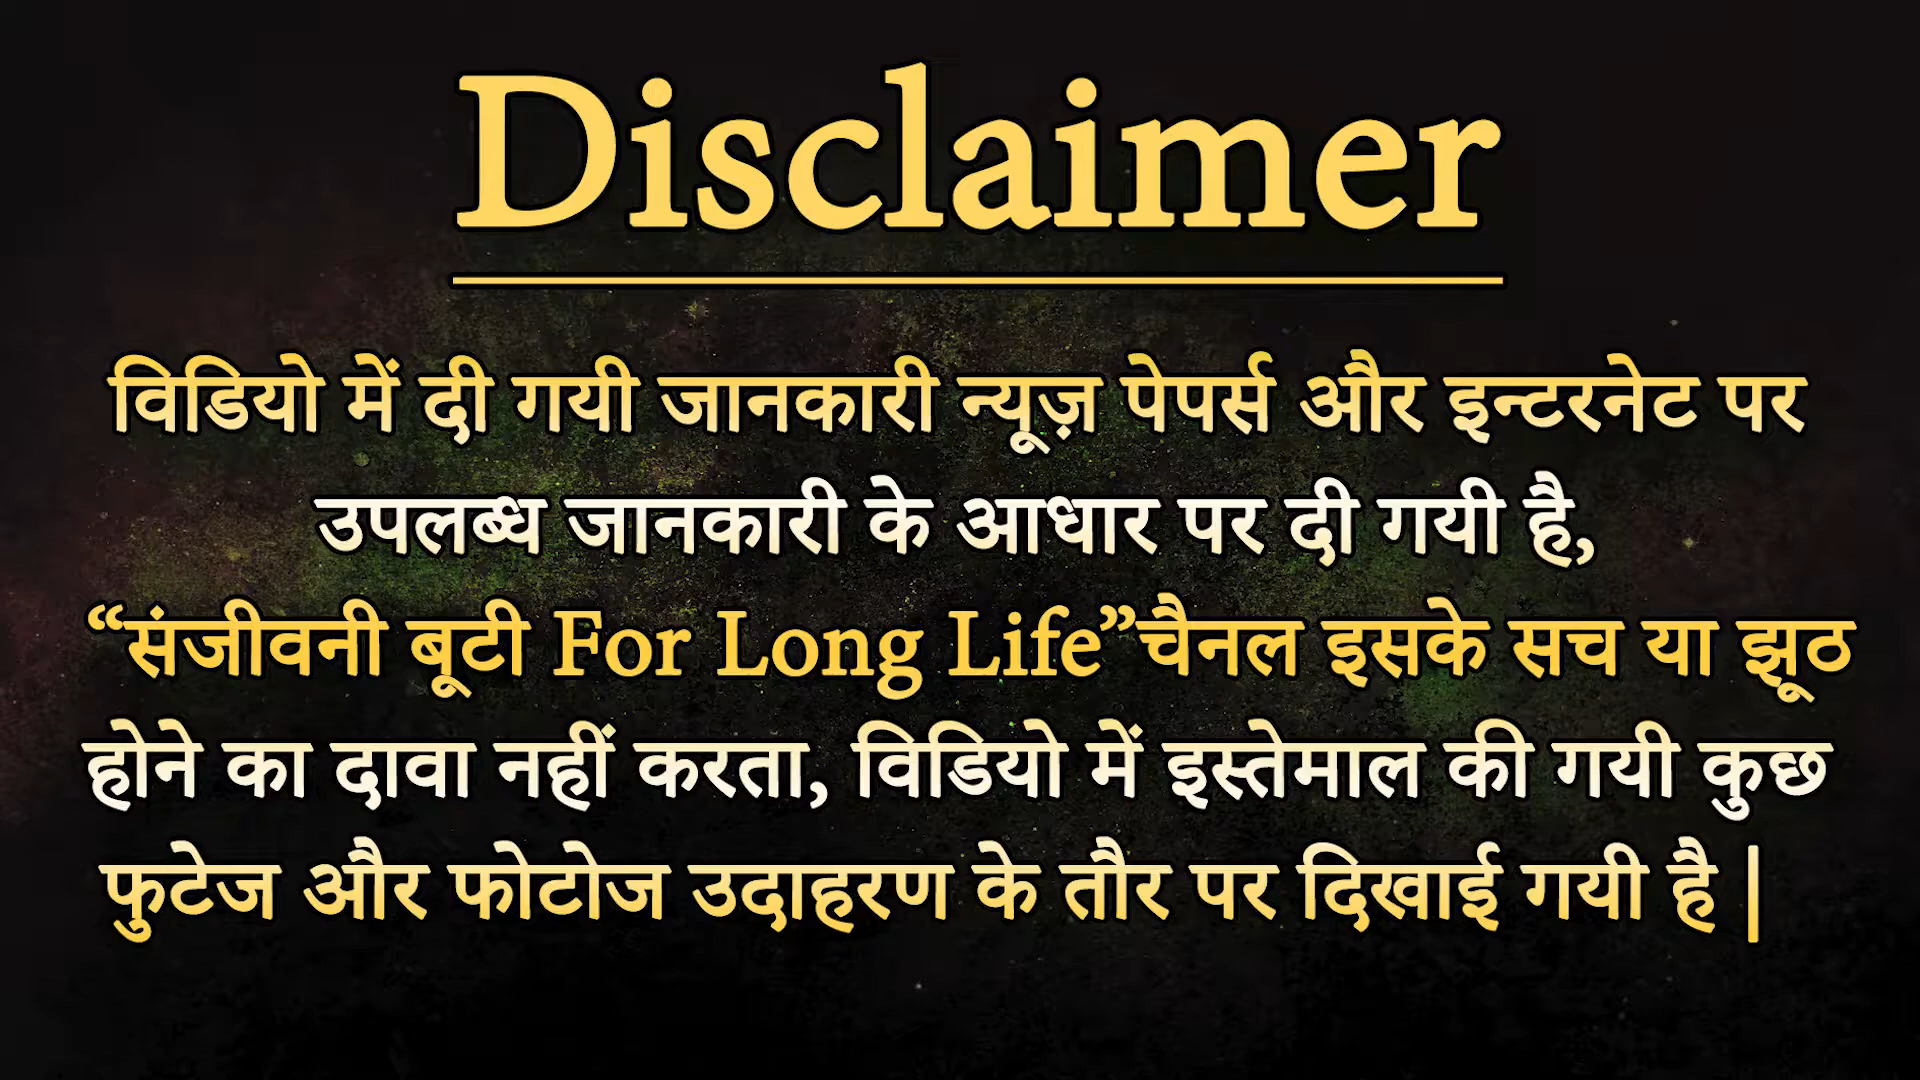 Disclaimer
विडियो में दी गयी जानकारी न्यूज़ पेपर्स और इन्टरनेट पर
उपलब्ध जानकारी के आधार पर दी गयी है,
“संजीवनी बूटी For Long Life”चैनल इसके सच या झूठ
होने का दावा नहीं करता, विडियो में इस्तेमाल की गयी कुछ
फुटेज और फोटोज उदाहरण के तौर पर दिखाई गयी है |